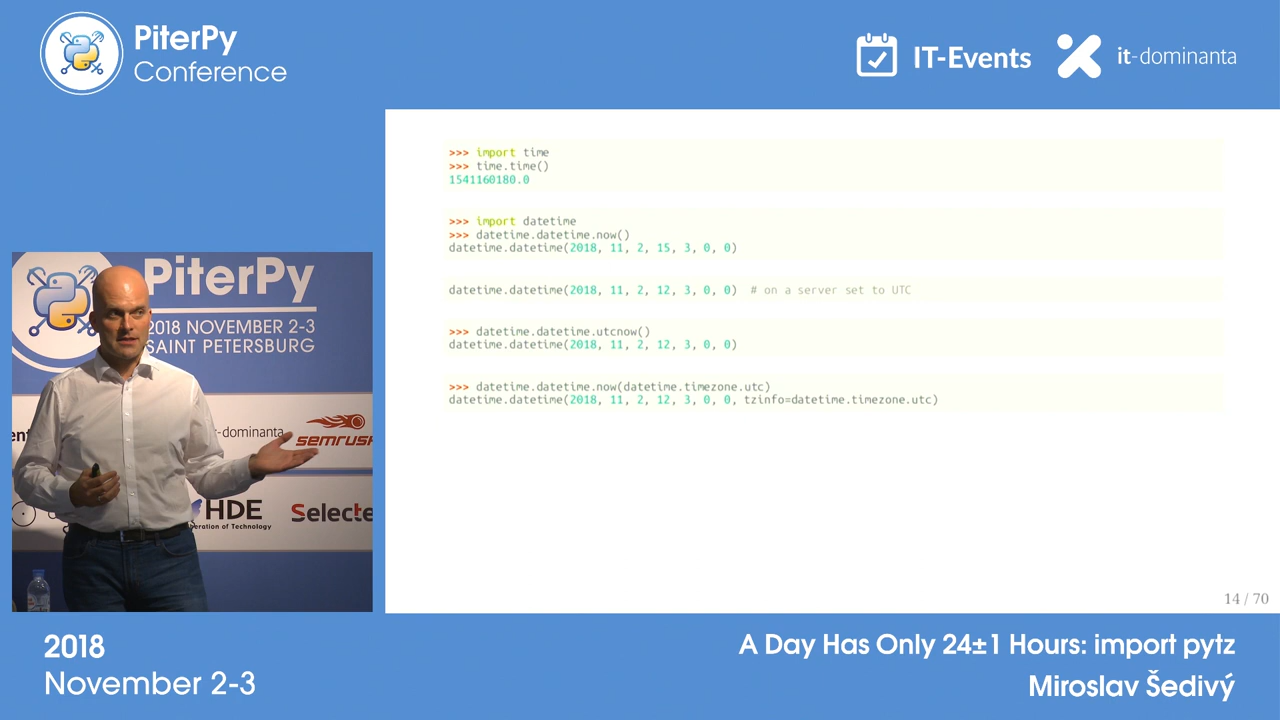 PiterPy
Conference
IT-Events
it-dominanta
>>> import time
>>> time.time()
1541160180.0
>>> import datetime
>>> datetime.datetime.now()
datetime.datetime(2018, 11, 2, 15, 3, 0, 0)
datetime.datetime(2018, 11, 2, 12, 3, 0, 0)  # on a server set to UTC
>>> datetime.datetime.utcnow()
datetime.datetime(2018, 11, 2, 12, 3, 0, 0)
>>> datetime.datetime.now(datetime.timezone.utc)
datetime.datetime(2018, 11, 2, 12, 3, 0, 0, tzinfo=datetime.timezone.utc)
14 / 70
PiterPy
2018 NOVEMBER 2-3
SAINT PETERSBURG
-dominanta
SEMRUSH
HDE
of Technology
Selecte
2018
November 2-3
A Day Has Only 24±1 Hours: import pytz
Miroslav Šedivý